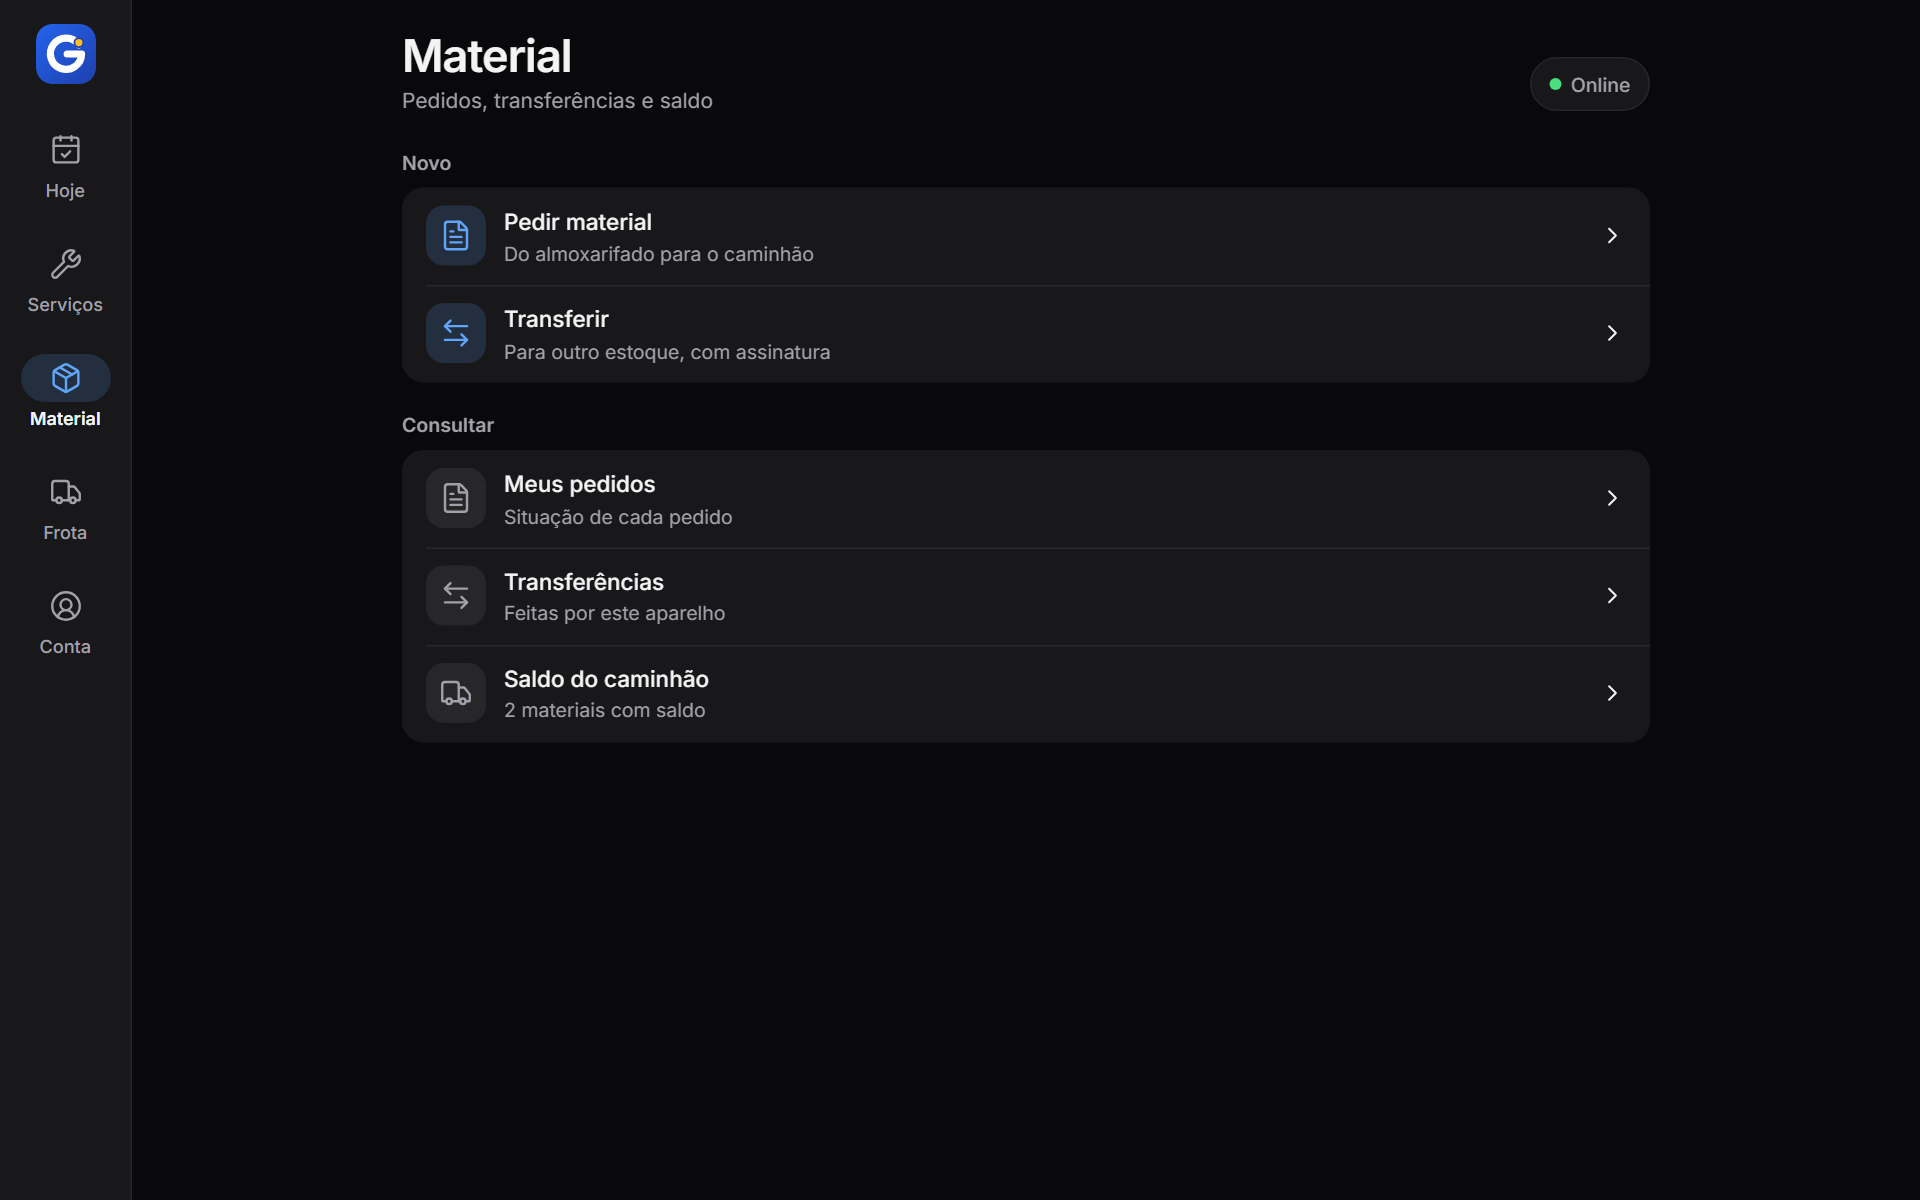 Hoje
Serviços
Material
Frota
Conta
Material
Pedidos, transferências e saldo
Online
Novo
Pedir material
Do almoxarifado para o caminhão
Transferir
Para outro estoque, com assinatura
Consultar
Meus pedidos
Situação de cada pedido
Transferências
Feitas por este aparelho
Saldo do caminhão
2 materiais com saldo